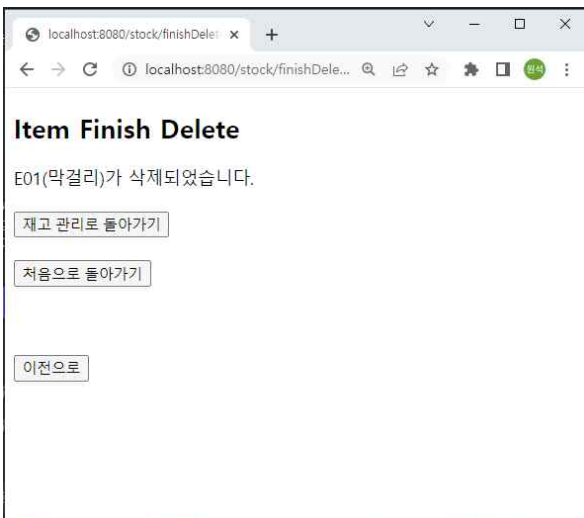 localhost:8080/stock/finishDelet
localhost:8080/stock/finishDele...
원석
Item Finish Delete
E01(막걸리)가 삭제되었습니다.
재고 관리로 돌아가기
처음으로 돌아가기
이전으로